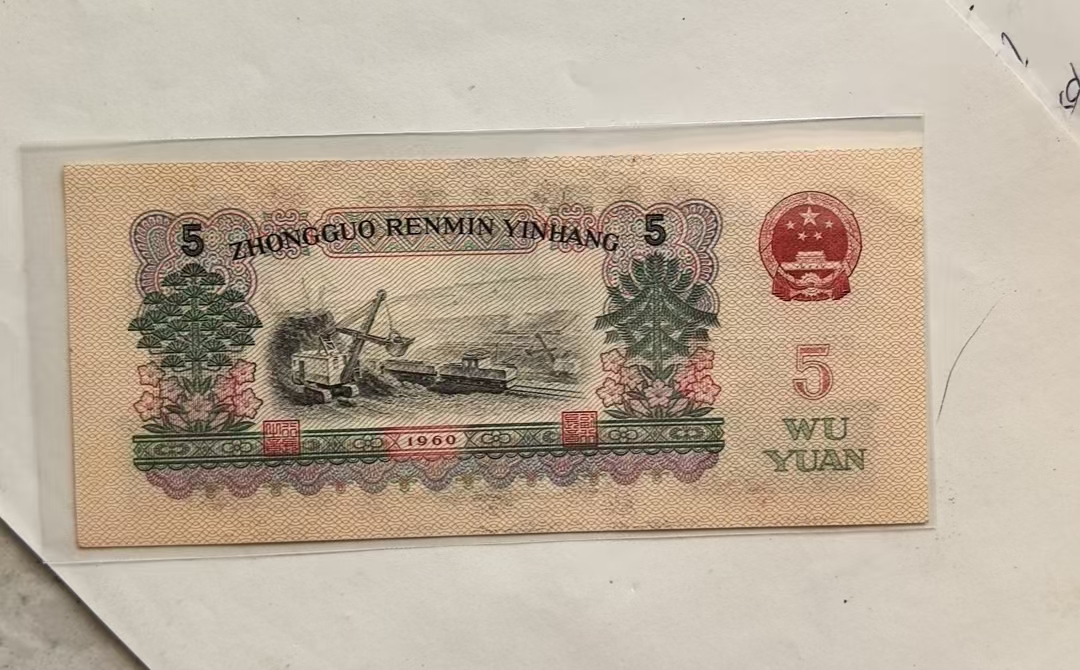 5 ZHONGGUO RENMIN YINHANG 5
5
1960
WU
YUAN